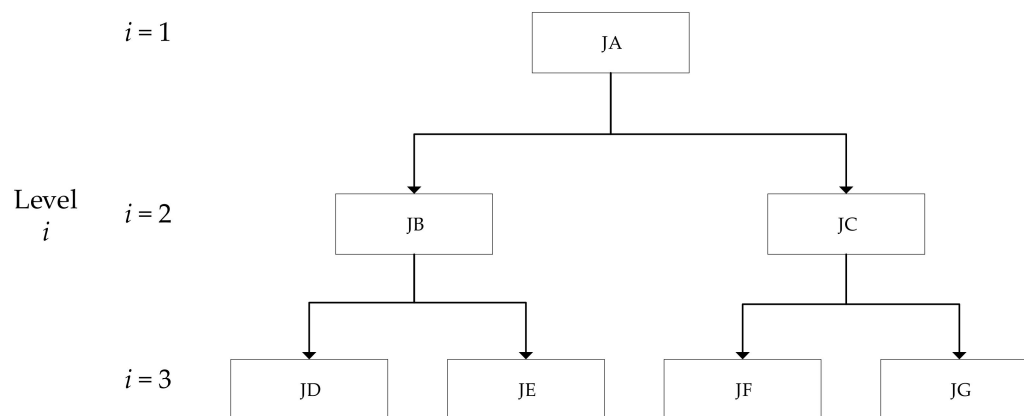 i = 1
JA
Level
i
i = 2
JB
JC
i = 3
JD
JE
JF
JG